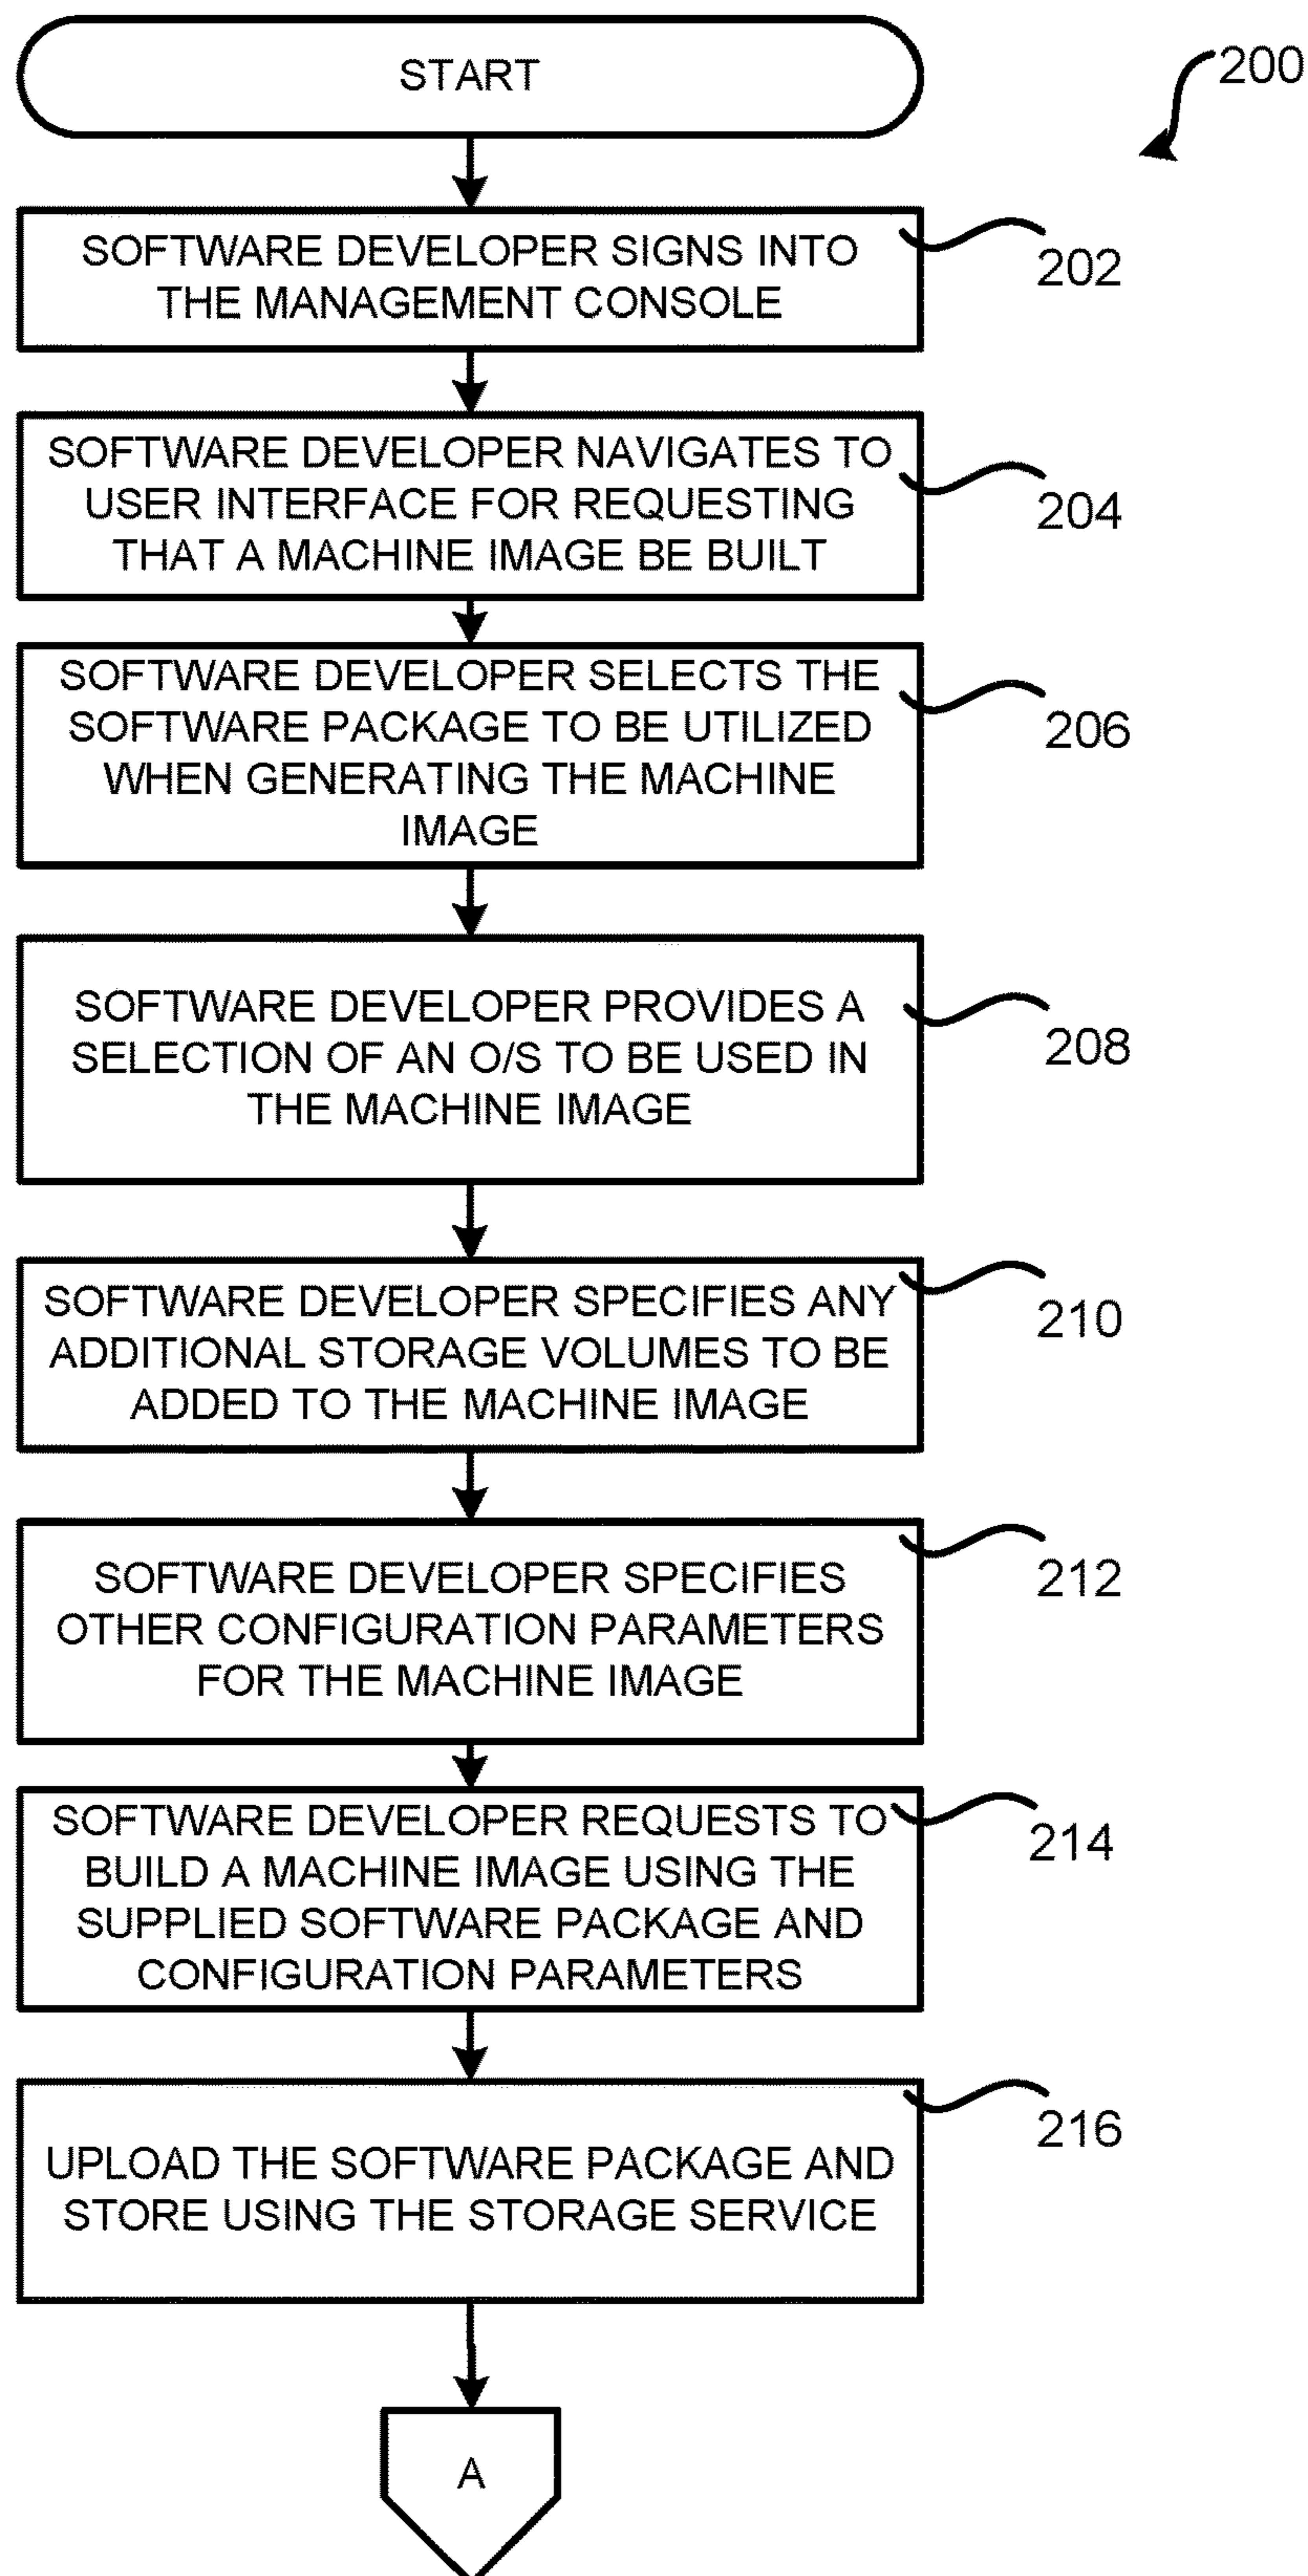 START
200
SOFTWARE DEVELOPER SIGNS INTO
THE MANAGEMENT CONSOLE
202
SOFTWARE DEVELOPER NAVIGATES TO
USER INTERFACE FOR REQUESTING
THAT A MACHINE IMAGE BE BUILT
204
SOFTWARE DEVELOPER SELECTS THE
SOFTWARE PACKAGE TO BE UTILIZED
WHEN GENERATING THE MACHINE
IMAGE
206
SOFTWARE DEVELOPER PROVIDES A
SELECTION OF AN O/S TO BE USED IN
THE MACHINE IMAGE
208
SOFTWARE DEVELOPER SPECIFIES ANY
ADDITIONAL STORAGE VOLUMES TO BE
ADDED TO THE MACHINE IMAGE
210
SOFTWARE DEVELOPER SPECIFIES
OTHER CONFIGURATION PARAMETERS
FOR THE MACHINE IMAGE
212
SOFTWARE DEVELOPER REQUESTS TO
BUILD A MACHINE IMAGE USING THE
SUPPLIED SOFTWARE PACKAGE AND
CONFIGURATION PARAMETERS
214
UPLOAD THE SOFTWARE PACKAGE AND
STORE USING THE STORAGE SERVICE
216
A